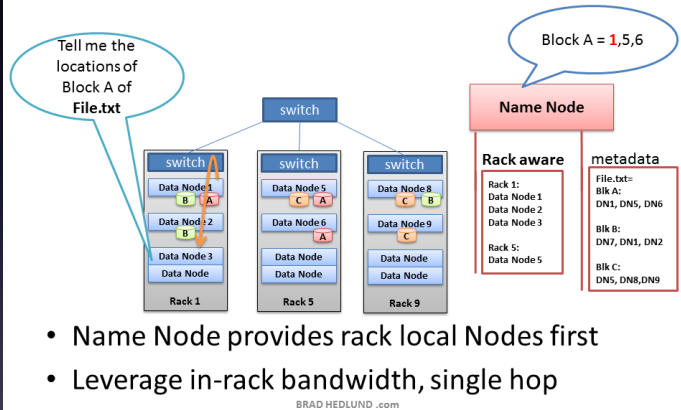 Tell me the
locations of
Block A of
File.txt
Block A = 1,5,6
switch
Name Node
switch
Data Node 1
B A
Data Node 2
B
Data Node 3
Data Node
Rack 1
switch
Data Node 5
C A
Data Node 6
A
Data Node
Data Node
Rack 5
switch
Data Node 8
C B
Data Node 9
C
Data Node
Data Node
Rack 9
Rack aware
Rack 1:
Data Node 1
Data Node 2
Data Node 3
Rack 5:
Data Node 5
metadata
File.txt=
Blk A:
DN1, DN5, DN6
Blk B:
DN7, DN1, DN2
Blk C:
DN5, DN8,DN9
• Name Node provides rack local Nodes first
• Leverage in-rack bandwidth, single hop
BRAD HEDLUND .com